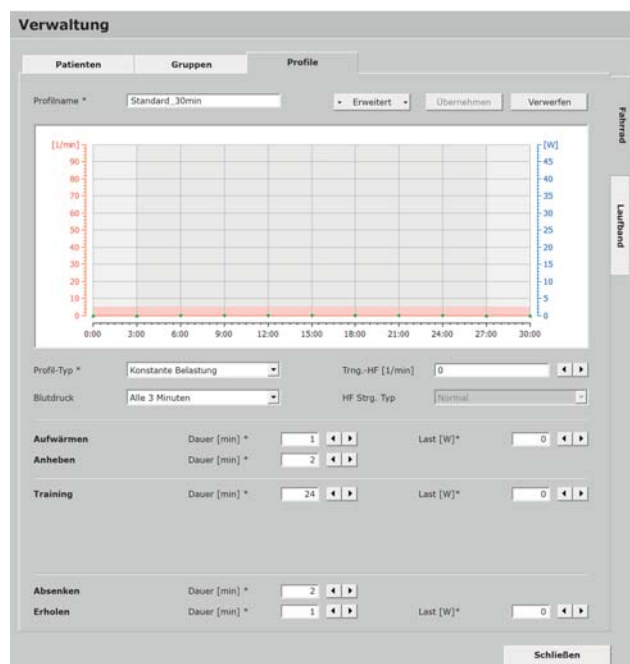 Verwaltung
Patienten Gruppen Profile
Profilname * Standard_30min Erweitert Übernehmen Verwerfen
Fahrrad
Laufband
[1/min] [W]
90 45
80 40
70 35
60 30
50 25
40 20
30 15
20 10
10 5
0 0
0:00 3:00 6:00 9:00 12:00 15:00 18:00 21:00 24:00 27:00 30:00
Profil-Typ * Konstante Belastung Trng.-HF [1/min] 0
Blutdruck Alle 3 Minuten HF Strg. Typ Normal
Aufwärmen Dauer [min] * 1 Last [W]* 0
Anheben Dauer [min] * 2
Training Dauer [min] * 24 Last [W]* 0
Absenken Dauer [min] * 2
Erholen Dauer [min] * 1 Last [W]* 0
Schließen